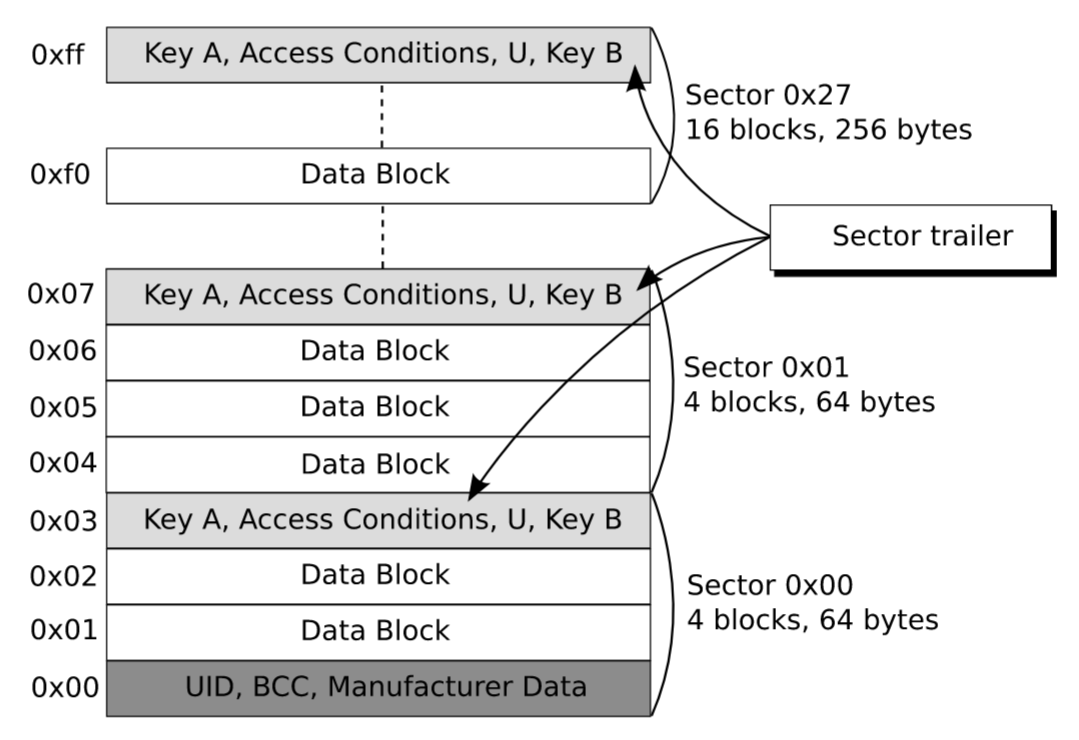 0xff Key A, Access Conditions, U, Key B
Sector 0x27
16 blocks, 256 bytes
0xf0 Data Block
Sector trailer
0x07 Key A, Access Conditions, U, Key B
0x06 Data Block
Sector 0x01
4 blocks, 64 bytes
0x05 Data Block
0x04 Data Block
0x03 Key A, Access Conditions, U, Key B
0x02 Data Block
Sector 0x00
4 blocks, 64 bytes
0x01 Data Block
0x00 UID, BCC, Manufacturer Data